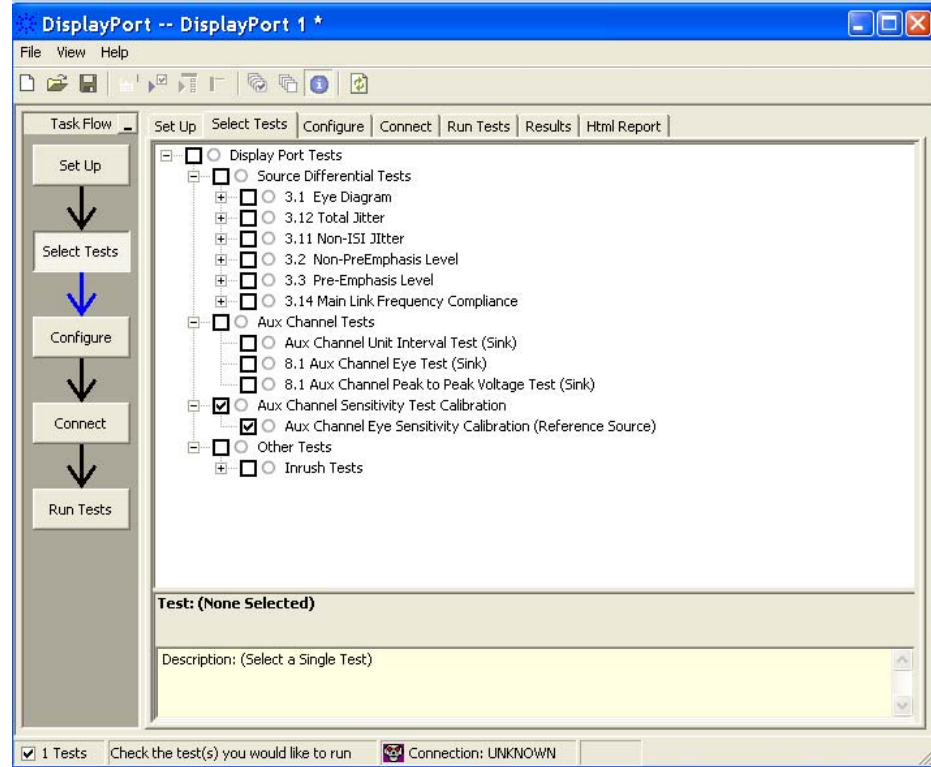 DisplayPort -- DisplayPort 1 *
File View Help
Task Flow
Set Up
Select Tests
Configure
Connect
Run Tests
Set Up Select Tests Configure Connect Run Tests Results Html Report
Display Port Tests
Source Differential Tests
3.1 Eye Diagram
3.12 Total Jitter
3.11 Non-ISI JItter
3.2 Non-PreEmphasis Level
3.3 Pre-Emphasis Level
3.14 Main Link Frequency Compliance
Aux Channel Tests
Aux Channel Unit Interval Test (Sink)
8.1 Aux Channel Eye Test (Sink)
8.1 Aux Channel Peak to Peak Voltage Test (Sink)
Aux Channel Sensitivity Test Calibration
Aux Channel Eye Sensitivity Calibration (Reference Source)
Other Tests
Inrush Tests
Test: (None Selected)
Description: (Select a Single Test)
1 Tests Check the test(s) you would like to run Connection: UNKNOWN